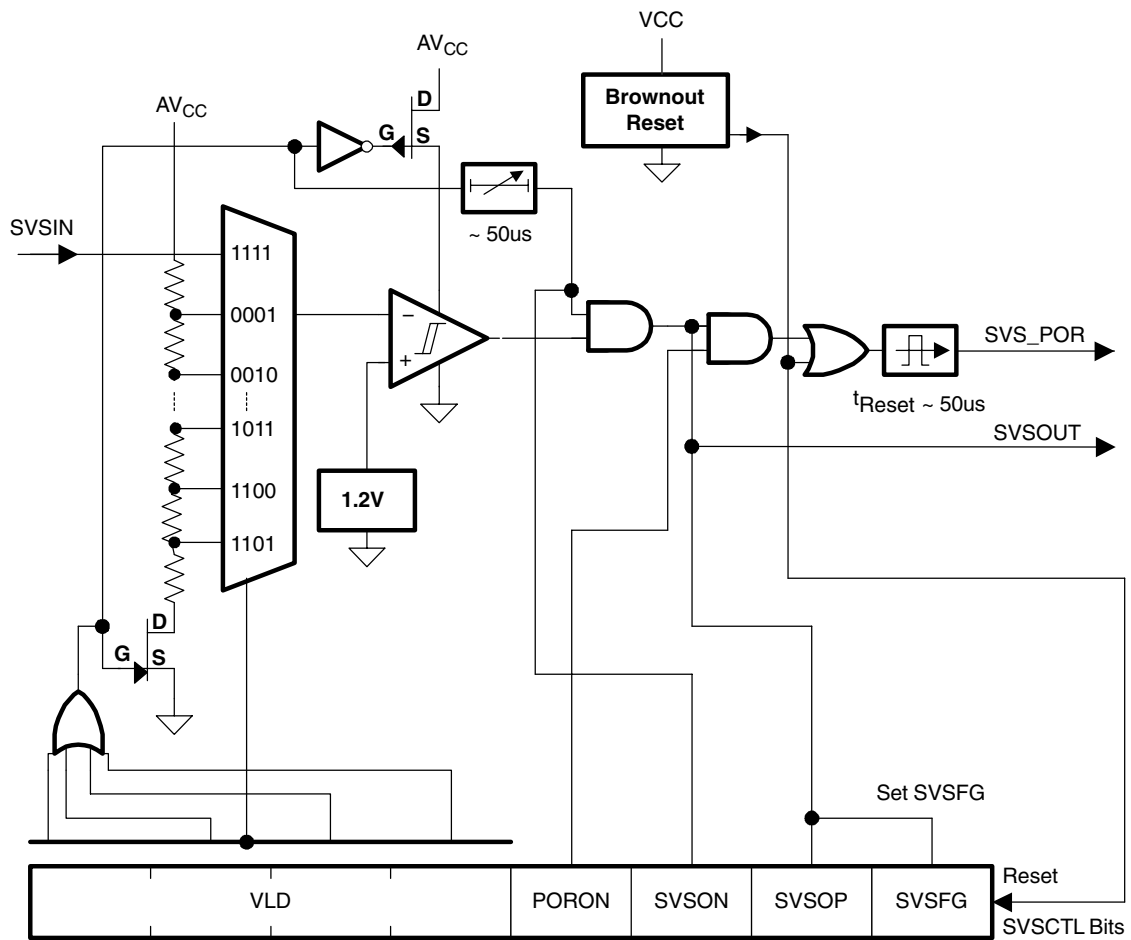 VCC
AVCC
Brownout
Reset
AVCC
D
G
S
SVSIN
~ 50us
1111
0001
−
+
0010
1011
1100
1101
1.2V
SVS_POR
tReset ~ 50us
SVSOUT
D
G
S
Set SVSFG
VLD
PORON
SVSON
SVSOP
SVSFG
Reset
SVSCTL Bits